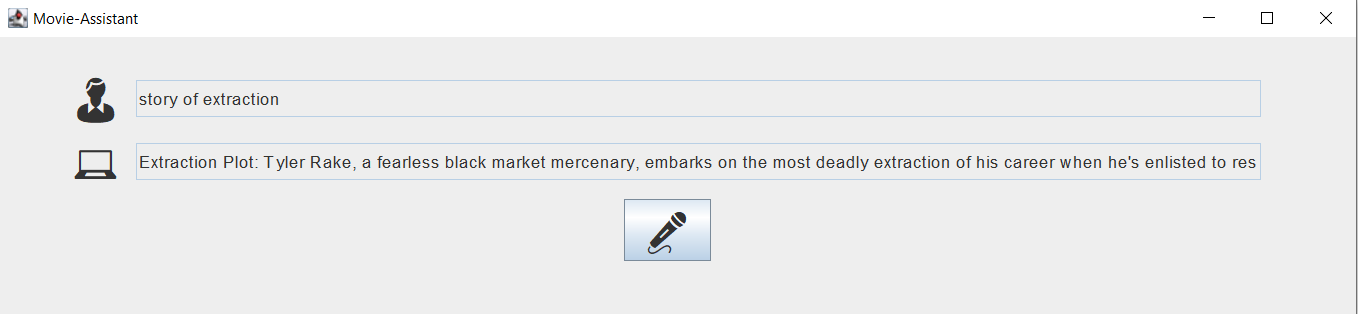 Movie-Assistant
story of extraction
Extraction Plot: Tyler Rake, a fearless black market mercenary, embarks on the most deadly extraction of his career when he's enlisted to res